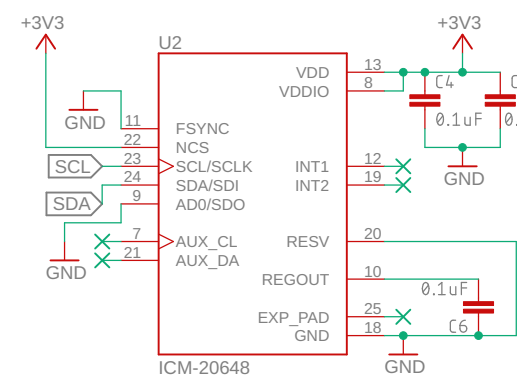 +3V3
U2
+3V3
VDD 13
VDDIO 8
C4
0.1uF
GND
11 FSYNC
GND
22 NCS
SCL 23 SCL/SCLK
INT1 12
24 SDA/SDI
INT2 19
SDA
9 AD0/SDO
GND
7 AUX_CL
RESV 20
21 AUX_DA
GND
REGOUT 10
0.1uF
EXP_PAD 25
C6
GND 18
ICM-20648
GND